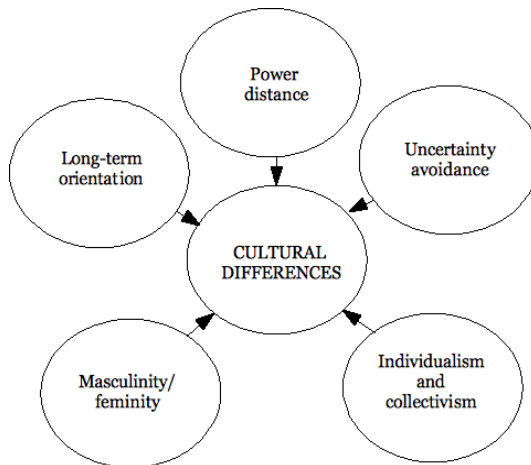 Power
distance
Uncertainty
avoidance
Long-term
orientation
CULTURAL
DIFFERENCES
Individualism
and
collectivism
Masculinity/
feminity